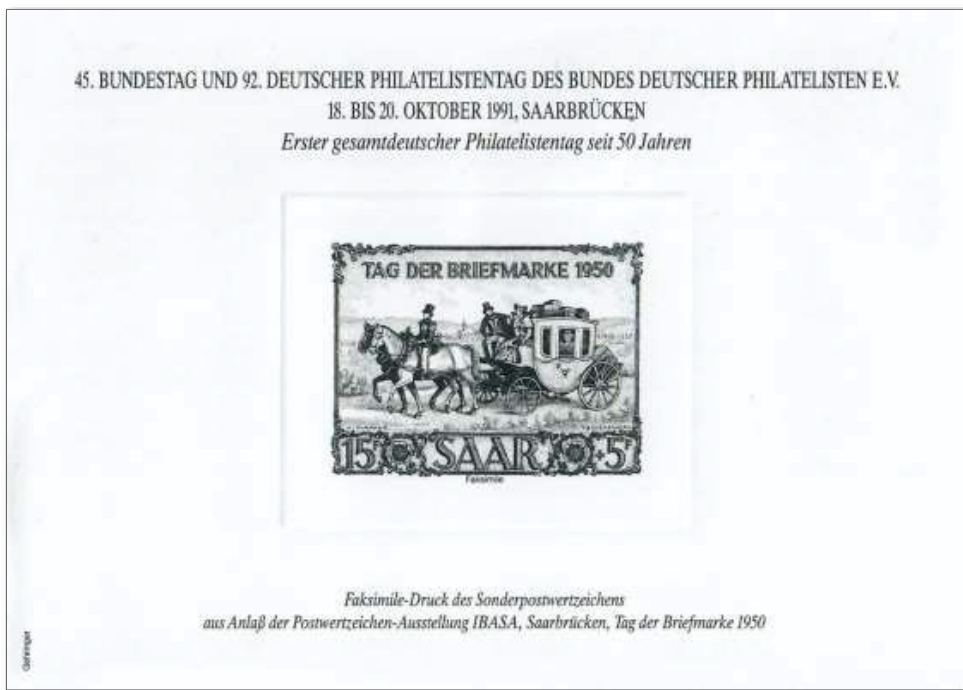 45. BUNDESTAG UND 92. DEUTSCHER PHILATELISTENTAG DES BUNDES DEUTSCHER PHILATELISTEN E.V.
18. BIS 20. OKTOBER 1991, SAARBRÜCKEN
Erster gesamtdeutscher Philatelistentag seit 50 Jahren
TAG DER BRIEFMARKE 1950
15 SAAR +5
Faksimile
Faksimile-Druck des Sonderpostwertzeichens
aus Anlaß der Postwertzeichen-Ausstellung IBASA, Saarbrücken, Tag der Briefmarke 1950
Gehringer